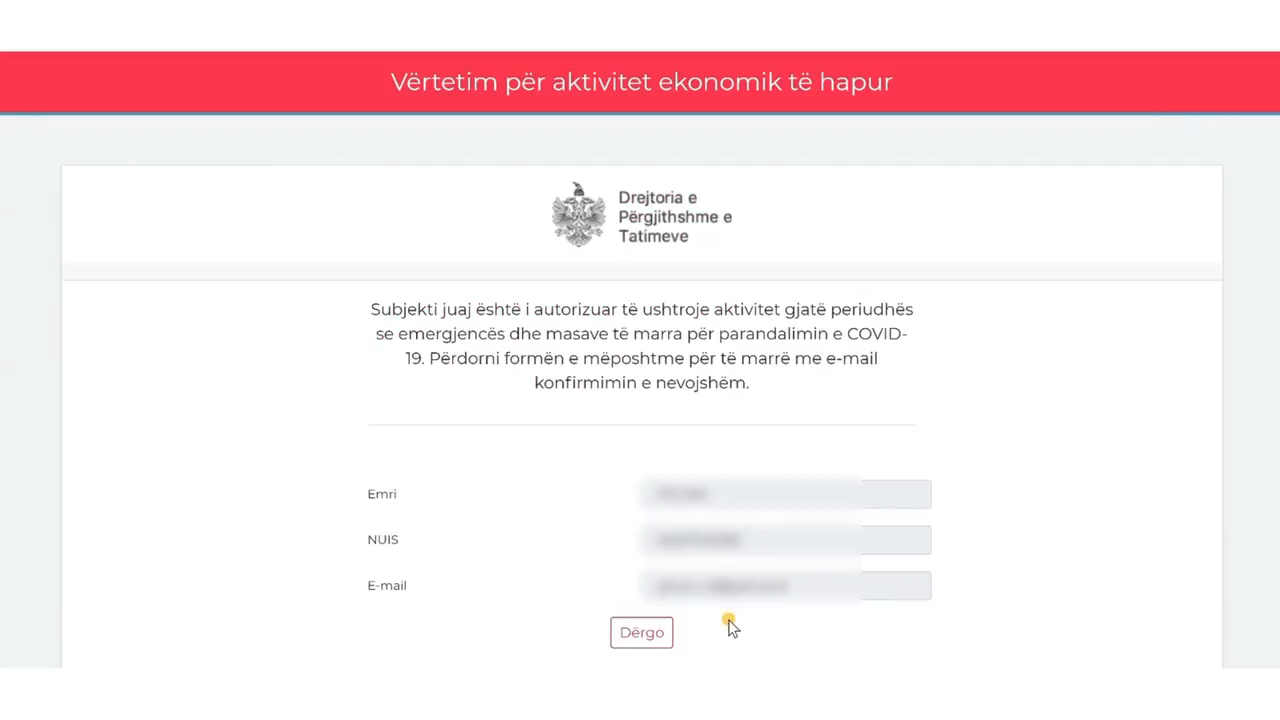 Vërtetim për aktivitet ekonomik të hapur
Drejtoria e
Përgjithshme e
Tatimeve
Subjekti juaj është i autorizuar të ushtroje aktivitet gjatë periudhës
se emergjencës dhe masave të marra për parandalimin e COVID-
19. Përdorni formën e mëposhtme për të marrë me e-mail
konfirmimin e nevojshëm.
Emri
NUIS
E-mail
Dërgo